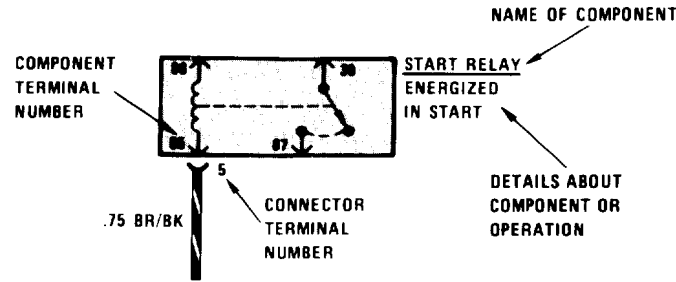 NAME OF COMPONENT
COMPONENT
TERMINAL
NUMBER
START RELAY
ENERGIZED
IN START
30
87
5
.75 BR/BK
CONNECTOR
TERMINAL
NUMBER
DETAILS ABOUT
COMPONENT OR
OPERATION